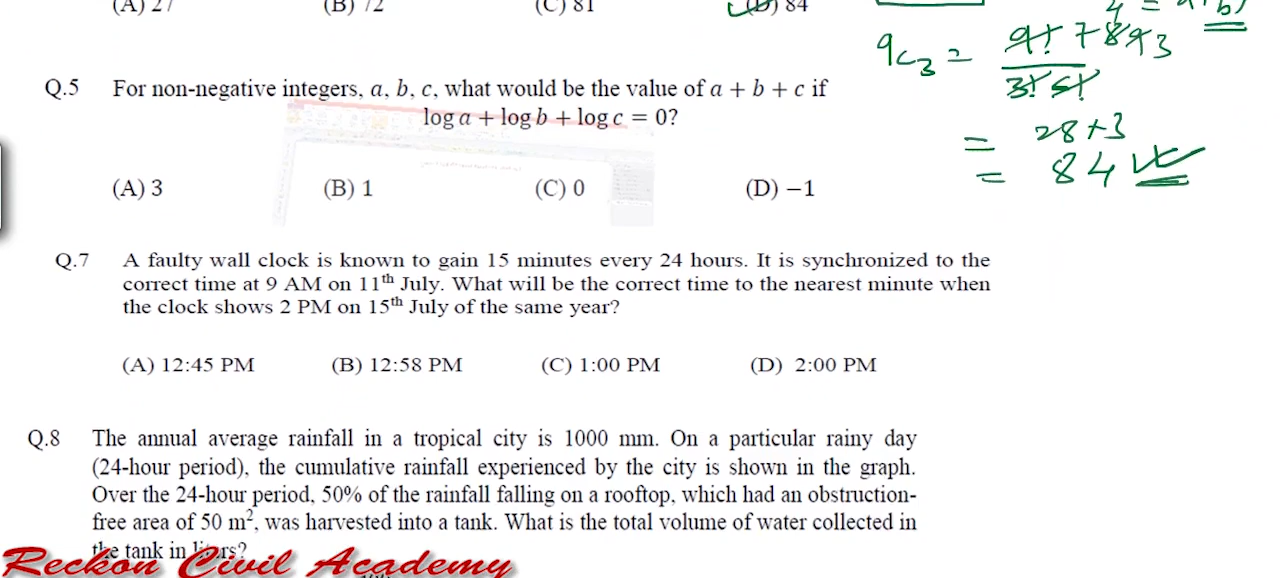 (A) 27 (B) 72 (C) 81 (D) 84
9C3 = 9! 7 8 9 3
3! 6!
Q.5 For non-negative integers, a, b, c, what would be the value of a + b + c if
log a + log b + log c = 0?
= 28 + 3
= 84
(A) 3 (B) 1 (C) 0 (D) −1
Q.7 A faulty wall clock is known to gain 15 minutes every 24 hours. It is synchronized to the
correct time at 9 AM on 11th July. What will be the correct time to the nearest minute when
the clock shows 2 PM on 15th July of the same year?
(A) 12:45 PM (B) 12:58 PM (C) 1:00 PM (D) 2:00 PM
Q.8 The annual average rainfall in a tropical city is 1000 mm. On a particular rainy day
(24-hour period), the cumulative rainfall experienced by the city is shown in the graph.
Over the 24-hour period, 50% of the rainfall falling on a rooftop, which had an obstruction-
free area of 50 m², was harvested into a tank. What is the total volume of water collected in
the tank in liters?
Reckon Civil Academy